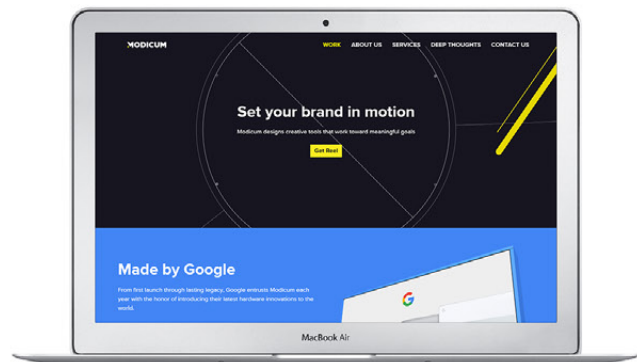 MODICUM
WORK ABOUT US SERVICES DEEP THOUGHTS CONTACT US
Set your brand in motion
Modicum designs creative tools that work toward meaningful goals
Get Reel
Made by Google
From first launch through lasting legacy, Google entrusts Modicum each
year with the honor of introducing their latest hardware innovations to the
world.
G
MacBook Air